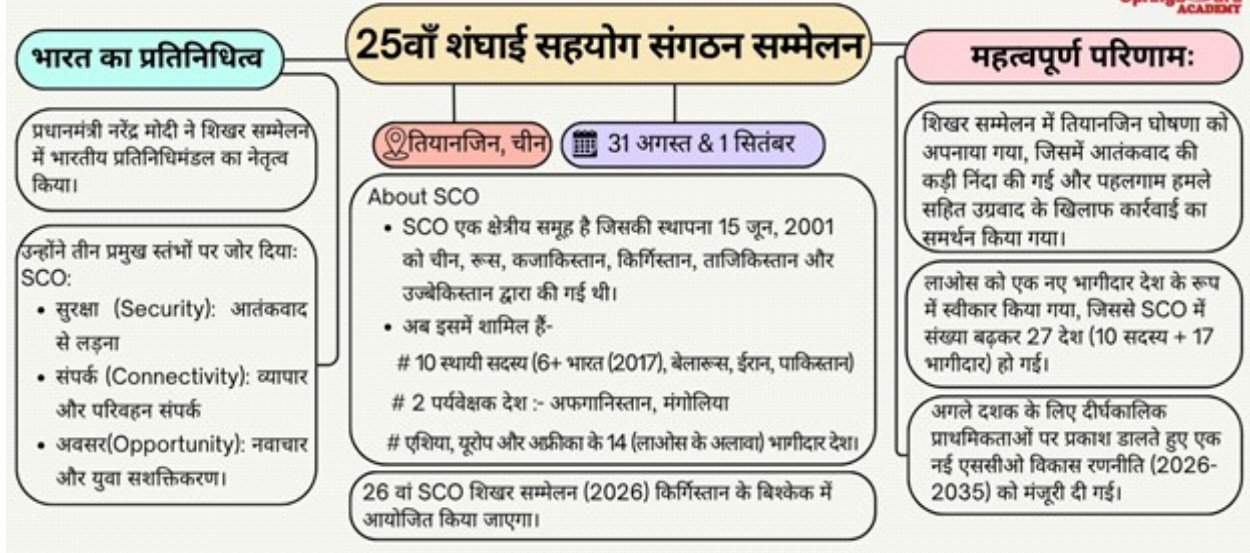 ACADEMY
25वाँ शंघाई सहयोग संगठन सम्मेलन
तियानजिन, चीन
31 अगस्त & 1 सितंबर
भारत का प्रतिनिधित्व
प्रधानमंत्री नरेंद्र मोदी ने शिखर सम्मेलन
में भारतीय प्रतिनिधिमंडल का नेतृत्व
किया।
उन्होंने तीन प्रमुख स्तंभों पर जोर दिया:
SCO:
• सुरक्षा (Security): आतंकवाद
से लड़ना
• संपर्क (Connectivity): व्यापार
और परिवहन संपर्क
• अवसर(Opportunity): नवाचार
और युवा सशक्तिकरण।
About SCO
• SCO एक क्षेत्रीय समूह है जिसकी स्थापना 15 जून, 2001
को चीन, रूस, कजाकिस्तान, किर्गिस्तान, ताजिकिस्तान और
उज्बेकिस्तान द्वारा की गई थी।
• अब इसमें शामिल हैं-
# 10 स्थायी सदस्य (6+ भारत (2017), बेलारूस, ईरान, पाकिस्तान)
# 2 पर्यवेक्षक देश :- अफगानिस्तान, मंगोलिया
# एशिया, यूरोप और अफ्रीका के 14 (लाओस के अलावा) भागीदार देश।
26 वां SCO शिखर सम्मेलन (2026) किर्गिस्तान के बिश्केक में
आयोजित किया जाएगा।
महत्वपूर्ण परिणामः
शिखर सम्मेलन में तियानजिन घोषणा को
अपनाया गया, जिसमें आतंकवाद की
कड़ी निंदा की गई और पहलगाम हमले
सहित उग्रवाद के खिलाफ कार्रवाई का
समर्थन किया गया।
लाओस को एक नए भागीदार देश के रूप
में स्वीकार किया गया, जिससे SCO में
संख्या बढ़कर 27 देश (10 सदस्य + 17
भागीदार) हो गई।
अगले दशक के लिए दीर्घकालिक
प्राथमिकताओं पर प्रकाश डालते हुए एक
नई एससीओ विकास रणनीति (2026-
2035) को मंजूरी दी गई।